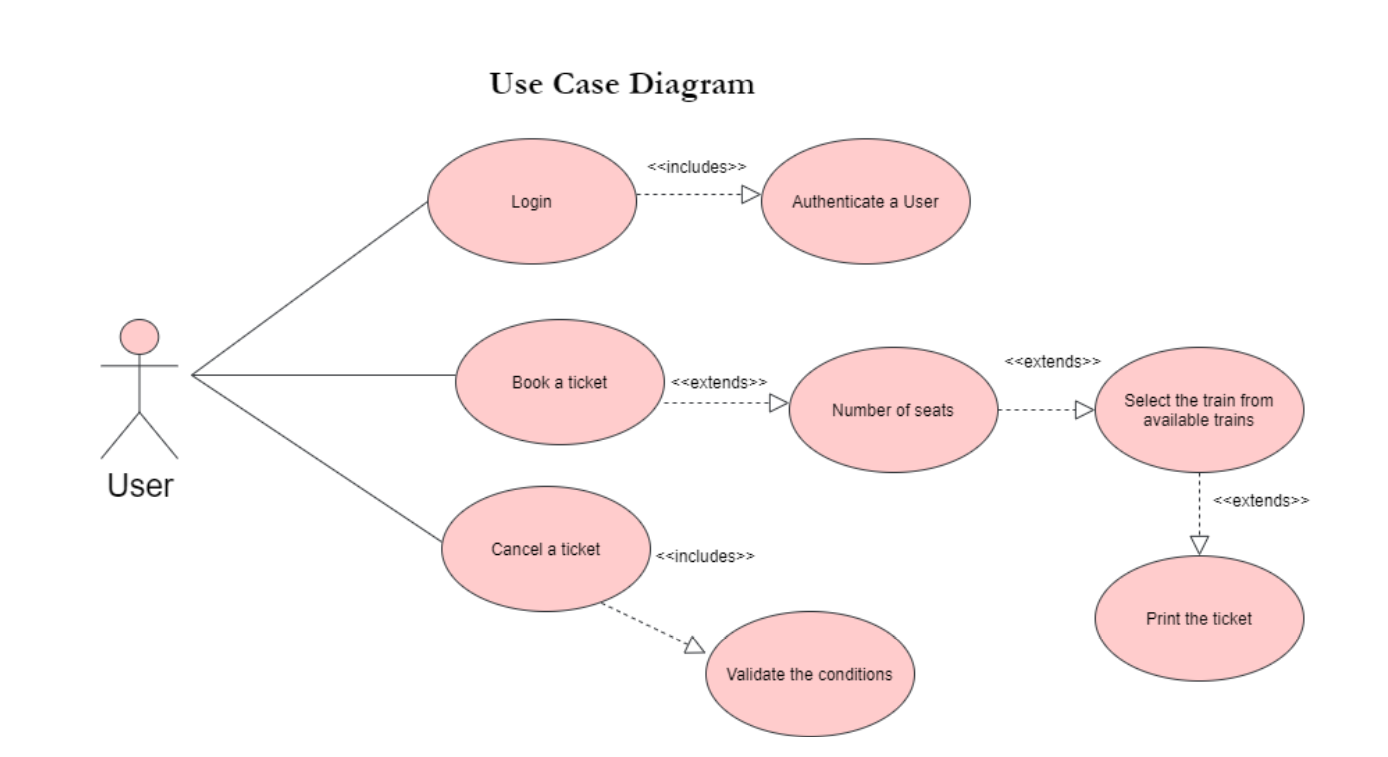 Use Case Diagram
<<includes>>
Login
Authenticate a User
<<extends>>
Book a ticket
<<extends>>
Number of seats
Select the train from
available trains
User
<<extends>>
Cancel a ticket
<<includes>>
Print the ticket
Validate the conditions